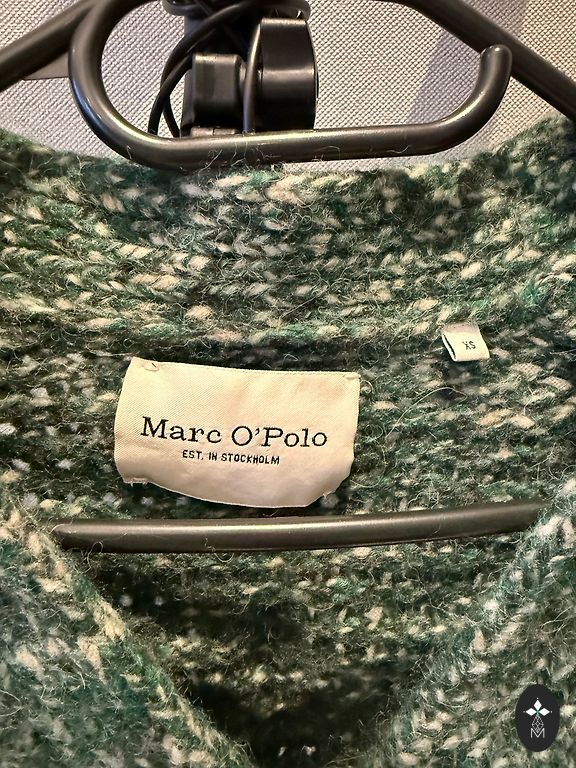 XS
Marc O'Polo
EST. IN STOCKHOLM